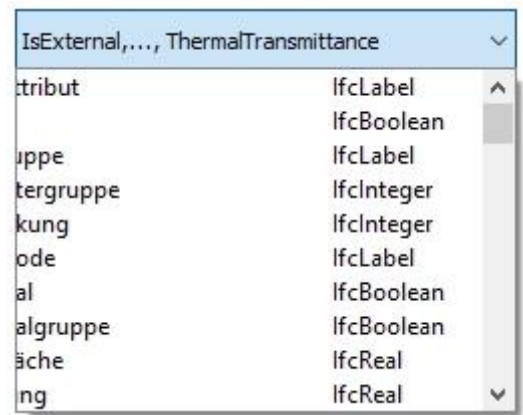 IsExternal,..., ThermalTransmittance
ttribut IfcLabel
IfcBoolean
uppe IfcLabel
tergruppe IfcInteger
kung IfcInteger
ode IfcLabel
al IfcBoolean
algruppe IfcBoolean
äche IfcReal
ng IfcReal